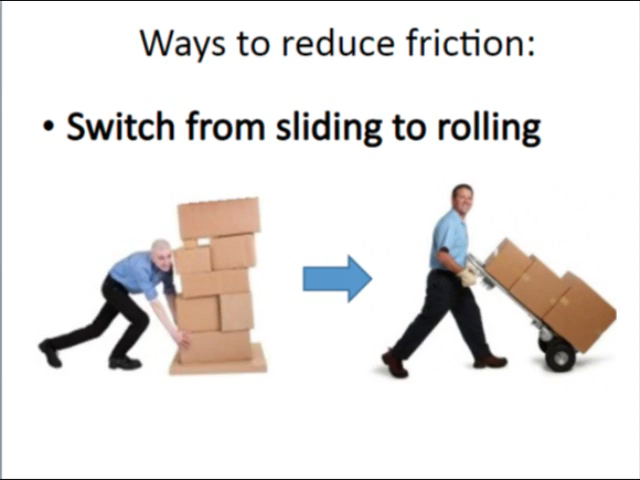 Ways to reduce friction:
• Switch from sliding to rolling